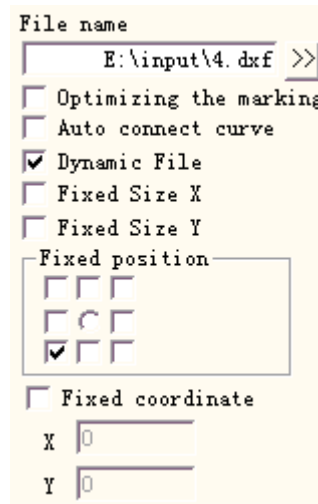 File name
E:\input\4.dxf >>
Optimizing the marking
Auto connect curve
Dynamic File
Fixed Size X
Fixed Size Y
Fixed position
Fixed coordinate
X 0
Y 0